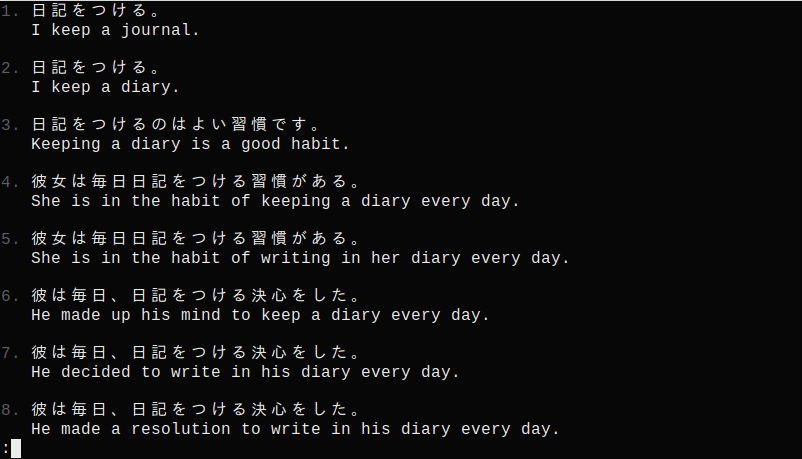 1. 日記をつける。
I keep a journal.
2. 日記をつける。
I keep a diary.
3. 日記をつけるのはよい習慣です。
Keeping a diary is a good habit.
4. 彼女は毎日日記をつける習慣がある。
She is in the habit of keeping a diary every day.
5. 彼女は毎日日記をつける習慣がある。
She is in the habit of writing in her diary every day.
6. 彼は毎日、日記をつける決心をした。
He made up his mind to keep a diary every day.
7. 彼は毎日、日記をつける決心をした。
He decided to write in his diary every day.
8. 彼は毎日、日記をつける決心をした。
He made a resolution to write in his diary every day.
: